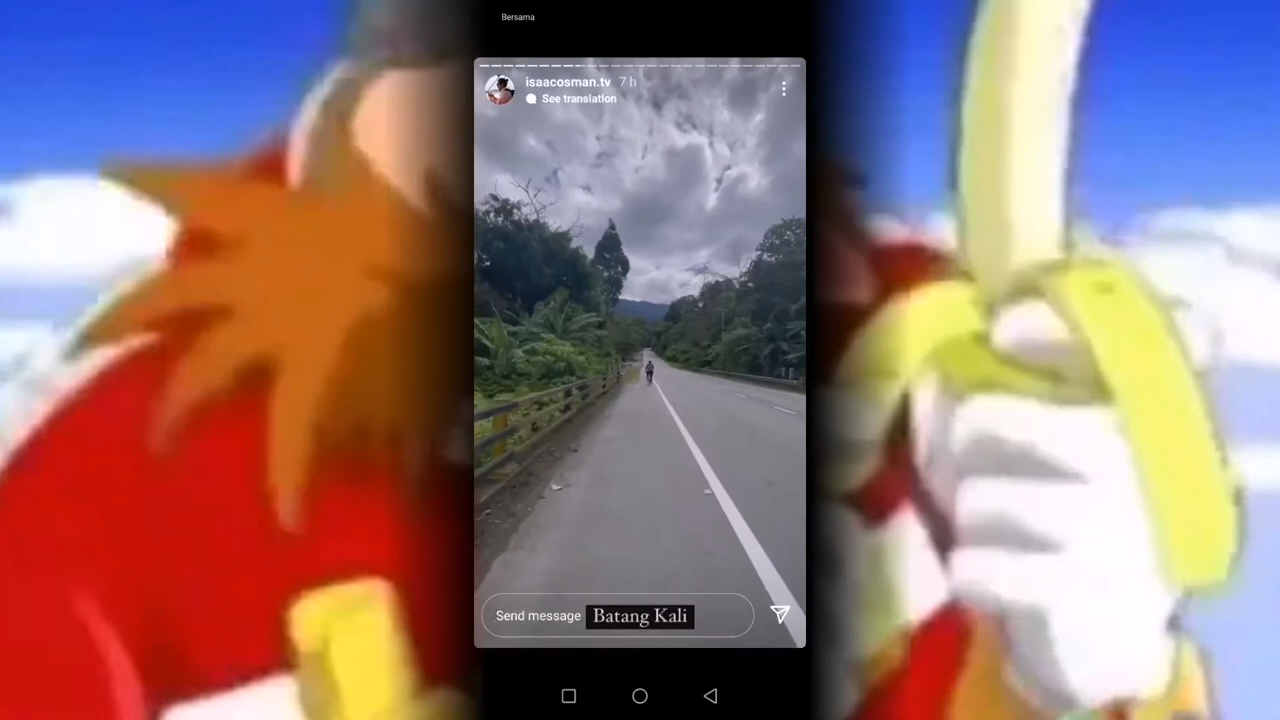 Bersama
isaacosman.tv 7 h
See translation
Send message
Batang Kali